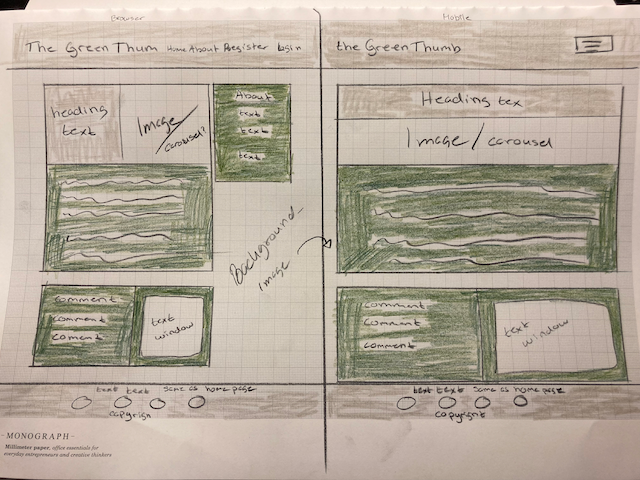 Browser
The Green Thum Home About Register login
heading
text
Image/
carousel?
About
text
text
text
Background
Image
comment
comment
coment
text
window
text text same as home page
copyrign
Mobile
the Green Thumb
Heading tex
Image/carousel
comment
comment
comment
text
window
text text same as home page
copyright
-MONOGRAPH-
Millimeter paper, office essentials for
everyday entrepreneurs and creative thinkers